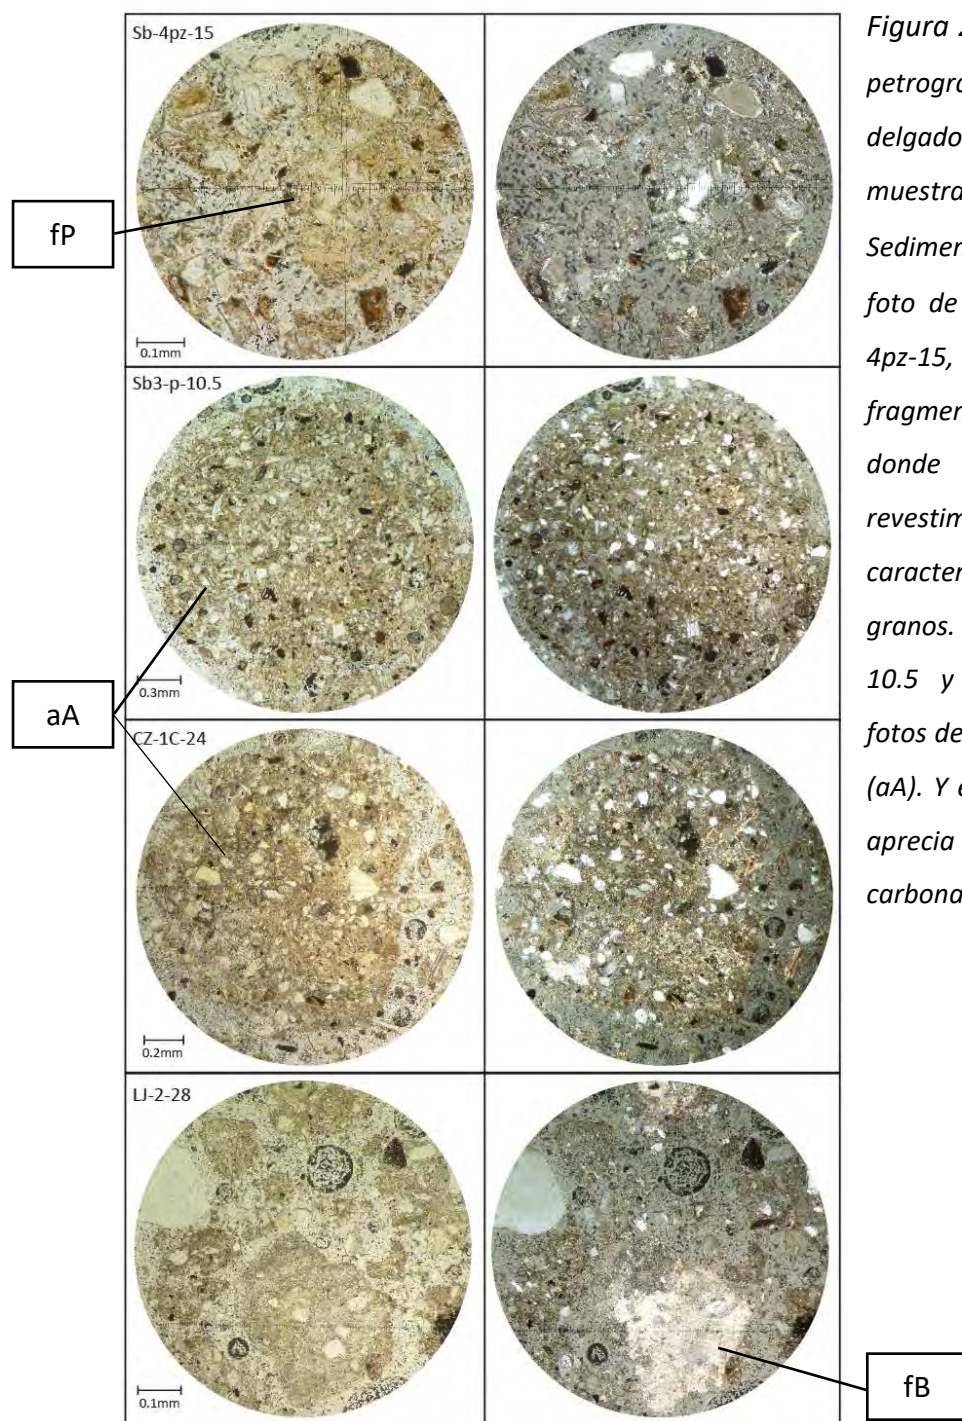 Sb-4pz-15
fP
0.1mm
Sb3-p-10.5
0.3mm
aA
CZ-1C-24
0.2mm
LJ-2-28
0.1mm
fB
Figura
petrogra
delgado
muestra
Sedimen
foto de
4pz-15,
fragmen
donde
revestim
caracter
granos.
10.5 y
fotos de
(aA). Y e
aprecia
carbona